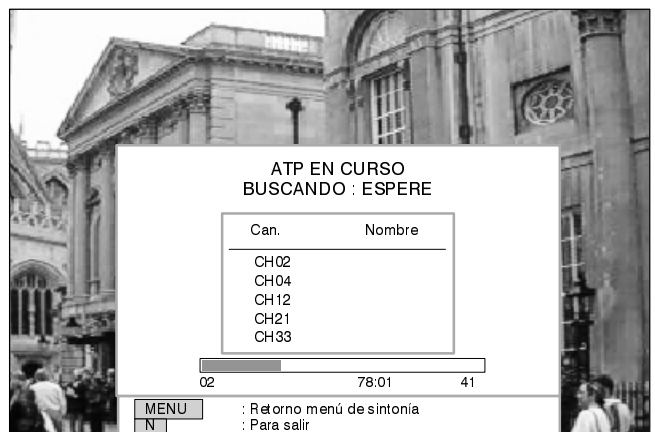 ATP EN CURSO
BUSCANDO : ESPERE
Can. Nombre
CH02
CH04
CH12
CH21
CH33
02 78:01 41
MENU : Retorno menú de sintonía
N : Para salir